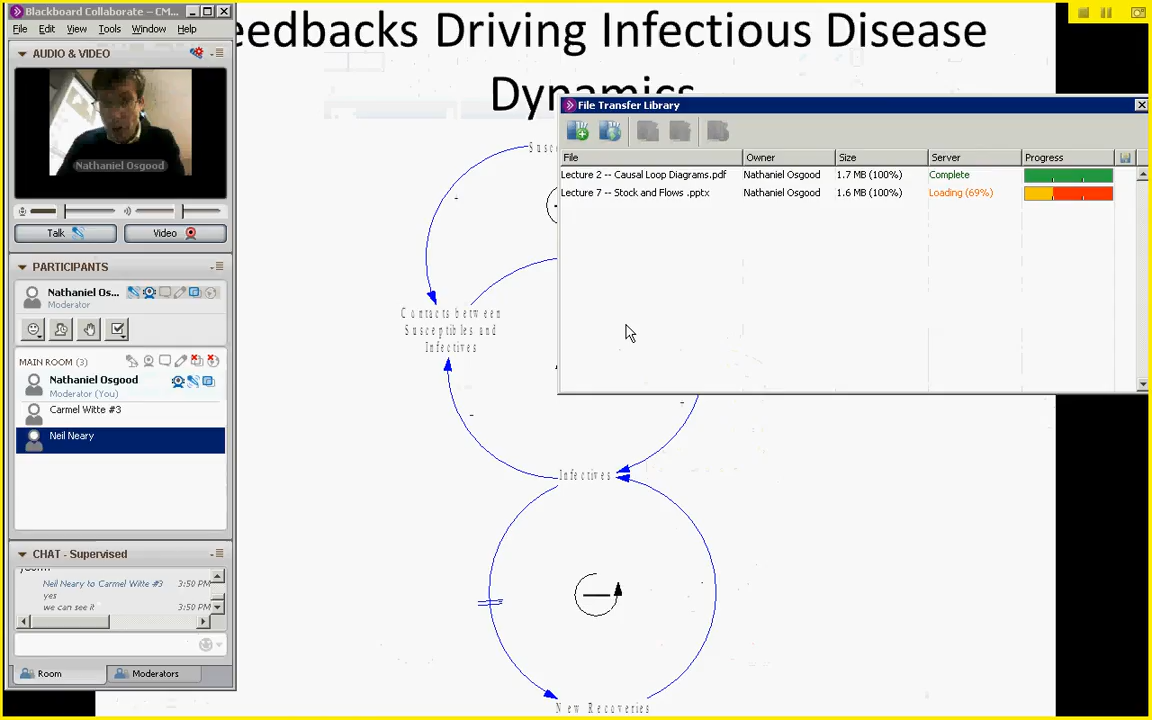 Blackboard Collaborate – CM...
File Edit View Tools Window Help
AUDIO & VIDEO
Nathaniel Osgood
Talk Video
PARTICIPANTS
Nathaniel Os...
Moderator
MAIN ROOM (3)
Nathaniel Osgood
Moderator (You)
Carmel Witte #3
Neil Neary
CHAT - Supervised
Neil Neary to Carmel Witte #3 3:50 PM
yes
we can see it 3:50 PM
Room Moderators
eedbacks Driving Infectious Disease
Dynamics
File Transfer Library
File Owner Size Server Progress
Lecture 2 -- Causal Loop Diagrams.pdf Nathaniel Osgood 1.7 MB (100%) Complete
Lecture 7 -- Stock and Flows .pptx Nathaniel Osgood 1.6 MB (100%) Loading (69%)
Susc
Contacts between
Susceptibles and
Infectives
Infectives
New Recoveries